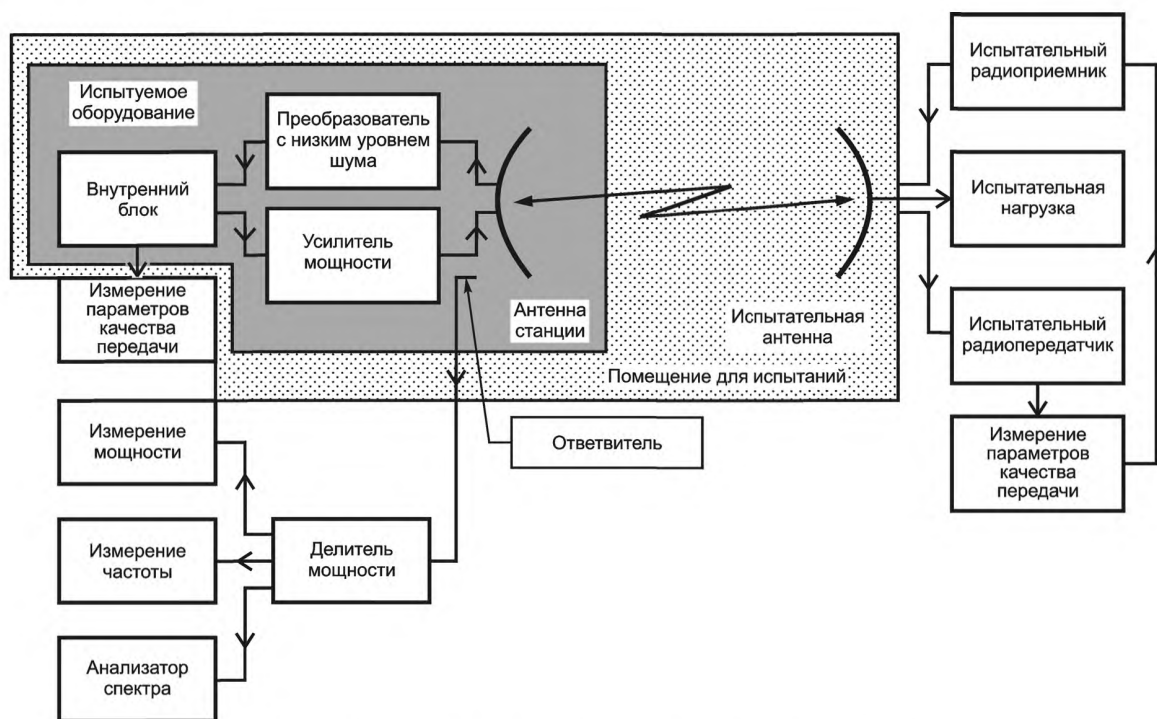 Испытуемое
оборудование
Преобразователь
с низким уровнем
шума
Внутренний
блок
Усилитель
мощности
Антенна
станции
Испытательная
антенна
Помещение для испытаний
Испытательный
радиоприемник
Испытательная
нагрузка
Испытательный
радиопередатчик
Измерение
параметров
качества
передачи
Измерение
параметров
качества
передачи
Ответвитель
Измерение
мощности
Измерение
частоты
Делитель
мощности
Анализатор
спектра